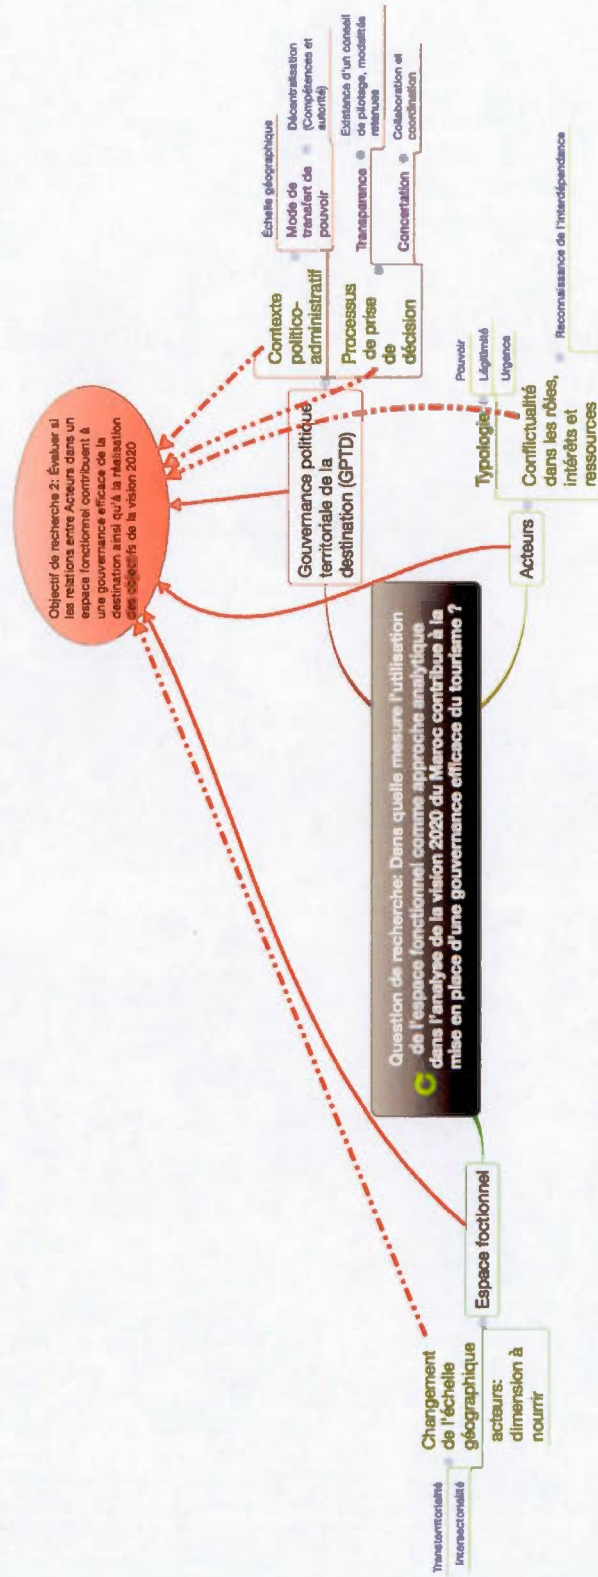 Objectif de recherche 2: Évaluer si
les relations entre Acteurs dans un
espace fonctionnel contribuent à
une gouvernance efficace de la
destination ainsi qu'à la réalisation
des objectifs de la vision 2020
Échelle géographique
Contexte
politico-
administratif
Mode de
transfert de
pouvoir
Décentralisation
(Compétences et
autorité)
Gouvernance politique
territoriale de la
destination (GPTD)
Processus
de prise
de
décision
Transparence
Existance d'un conseil
de pilotage, modalités
retenues
Concertation
Collaboration et
coordination
Question de recherche: Dans quelle mesure l'utilisation
de l'espace fonctionnel comme approche analytique
dans l'analyse de la vision 2020 du Maroc contribue à la
mise en place d'une gouvernance efficace du tourisme ?
Acteurs
Typologie
Pouvoir
Légitimité
Urgence
Conflictualité
dans les rôles,
intérêts et
ressources
Reconnaissance de l'interdépendance
Espace foctionnel
Changement
de l'échelle
géographique
Transterritorialité
Intersectorialité
acteurs:
dimension à
nourrir